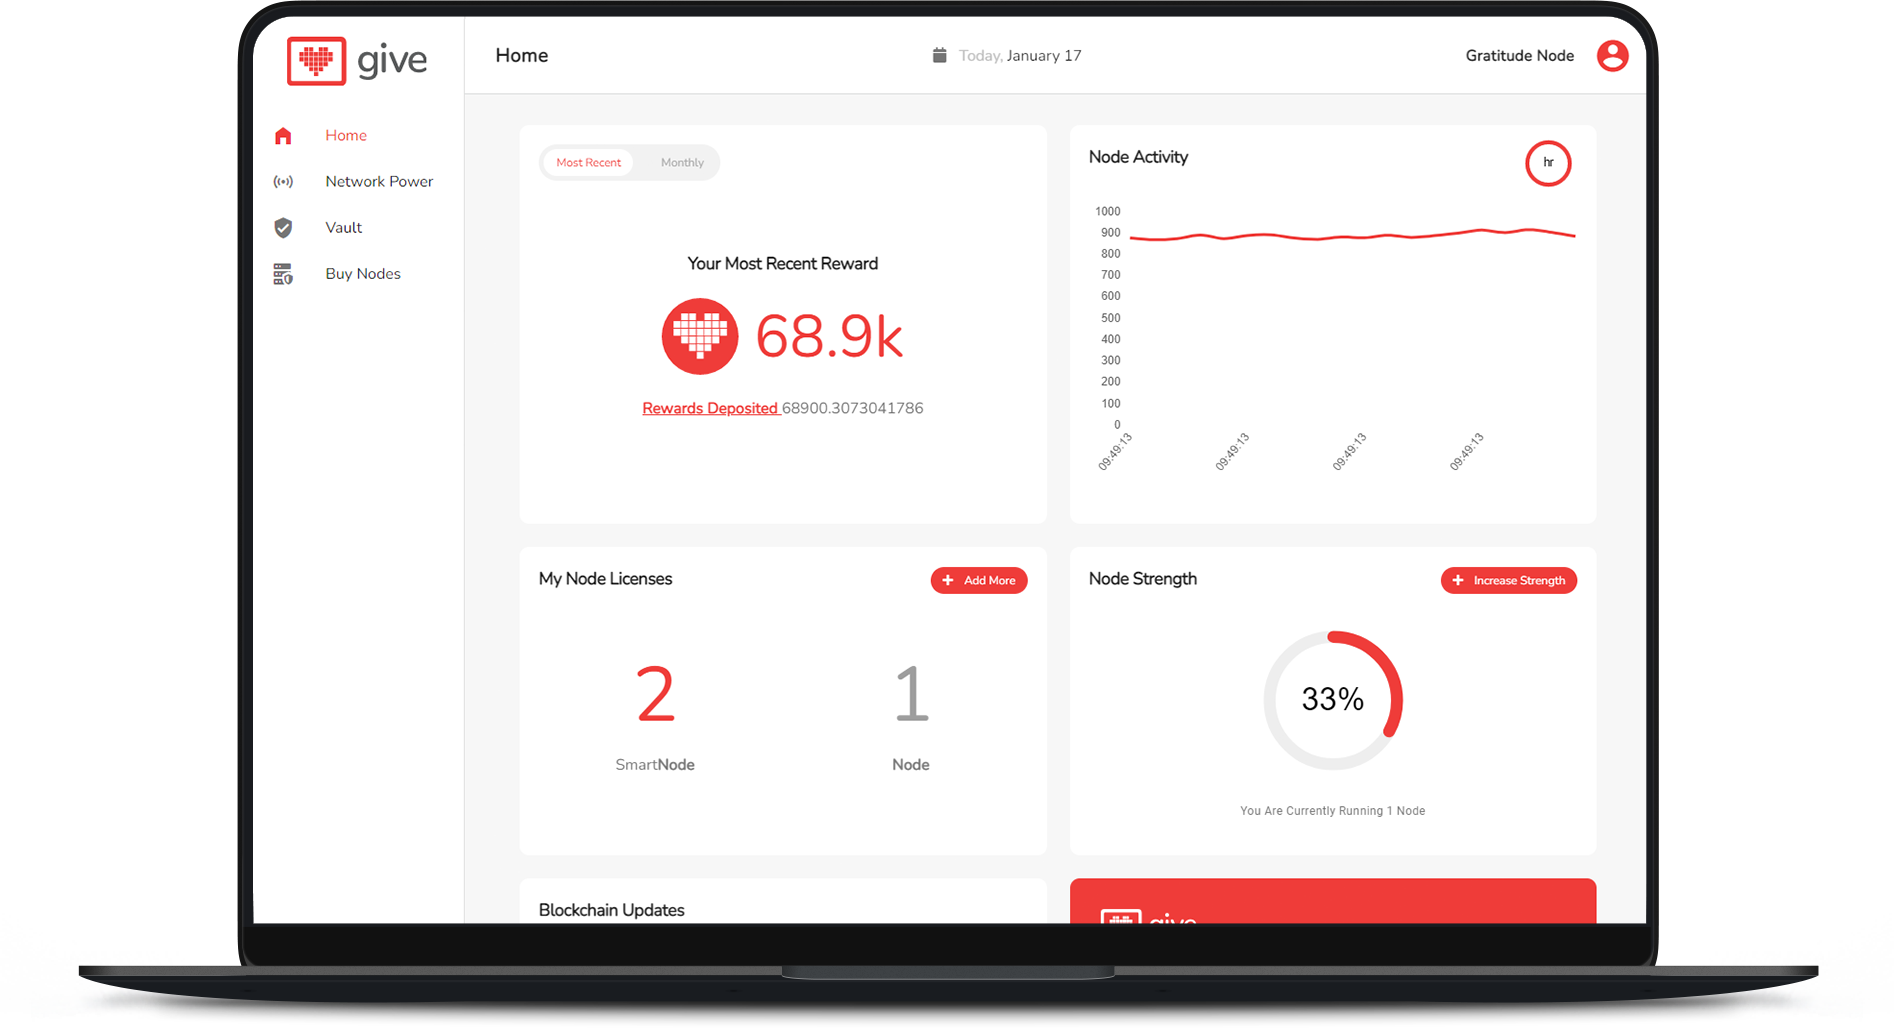 give
Home
Today, January 17
Gratitude Node
Home
Network Power
Vault
Buy Nodes
Most Recent
Monthly
Your Most Recent Reward
68.9k
Rewards Deposited 68900.3073041786
Node Activity
hr
1000
900
800
700
600
500
400
300
200
100
0
09:49:13
09:49:13
09:49:13
09:49:13
My Node Licenses
+ Add More
2
SmartNode
1
Node
Node Strength
+ Increase Strength
33%
You Are Currently Running 1 Node
Blockchain Updates
give